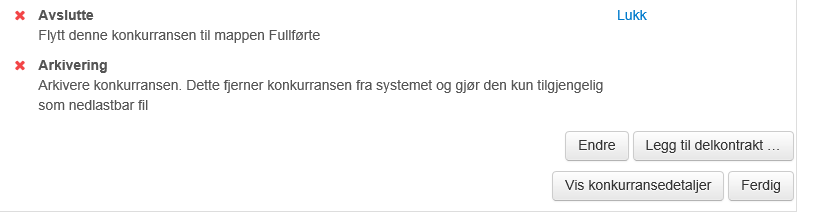 Avslutte Lukk
Flytt denne konkurransen til mappen Fullførte
Arkivering
Arkivere konkurransen. Dette fjerner konkurransen fra systemet og gjør den kun tilgjengelig
som nedlastbar fil
Endre Legg til delkontrakt ...
Vis konkurransedetaljer Ferdig